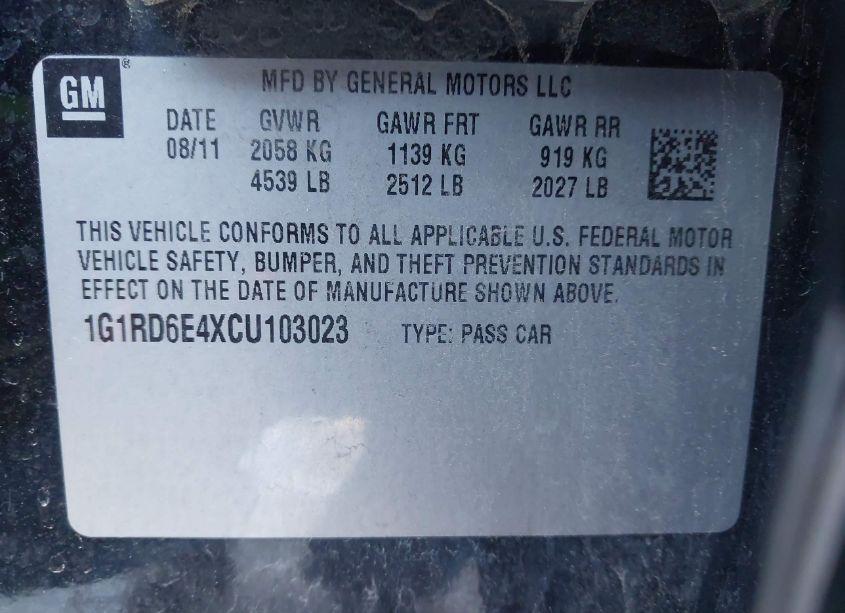 GM ®
MFD BY GENERAL MOTORS LLC
DATE GVWR GAWR FRT GAWR RR
08/11 2058 KG 1139 KG 919 KG
4539 LB 2512 LB 2027 LB
THIS VEHICLE CONFORMS TO ALL APPLICABLE U.S. FEDERAL MOTOR
VEHICLE SAFETY, BUMPER, AND THEFT PREVENTION STANDARDS IN
EFFECT ON THE DATE OF MANUFACTURE SHOWN ABOVE.
1G1RD6E4XCU103023 TYPE: PASS CAR